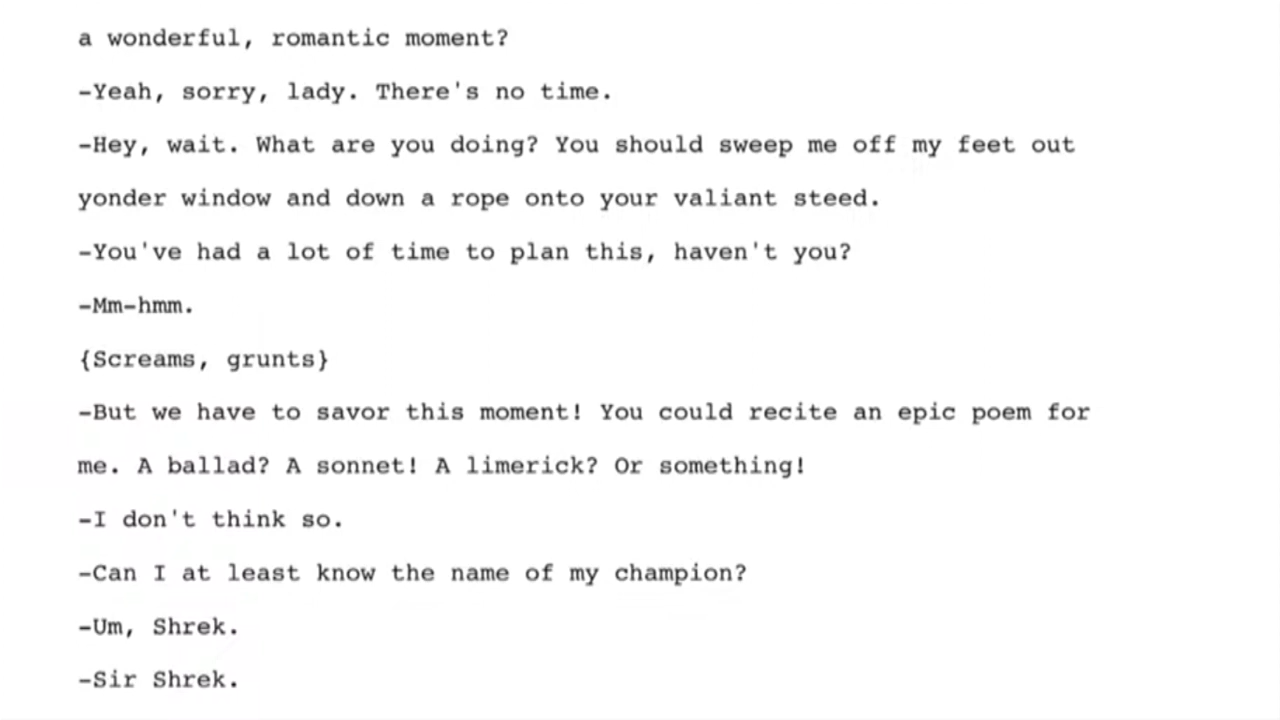 a wonderful, romantic moment?
-Yeah, sorry, lady. There's no time.
-Hey, wait. What are you doing? You should sweep me off my feet out
yonder window and down a rope onto your valiant steed.
-You've had a lot of time to plan this, haven't you?
-Mm-hmm.
{Screams, grunts}
-But we have to savor this moment! You could recite an epic poem for
me. A ballad? A sonnet! A limerick? Or something!
-I don't think so.
-Can I at least know the name of my champion?
-Um, Shrek.
-Sir Shrek.